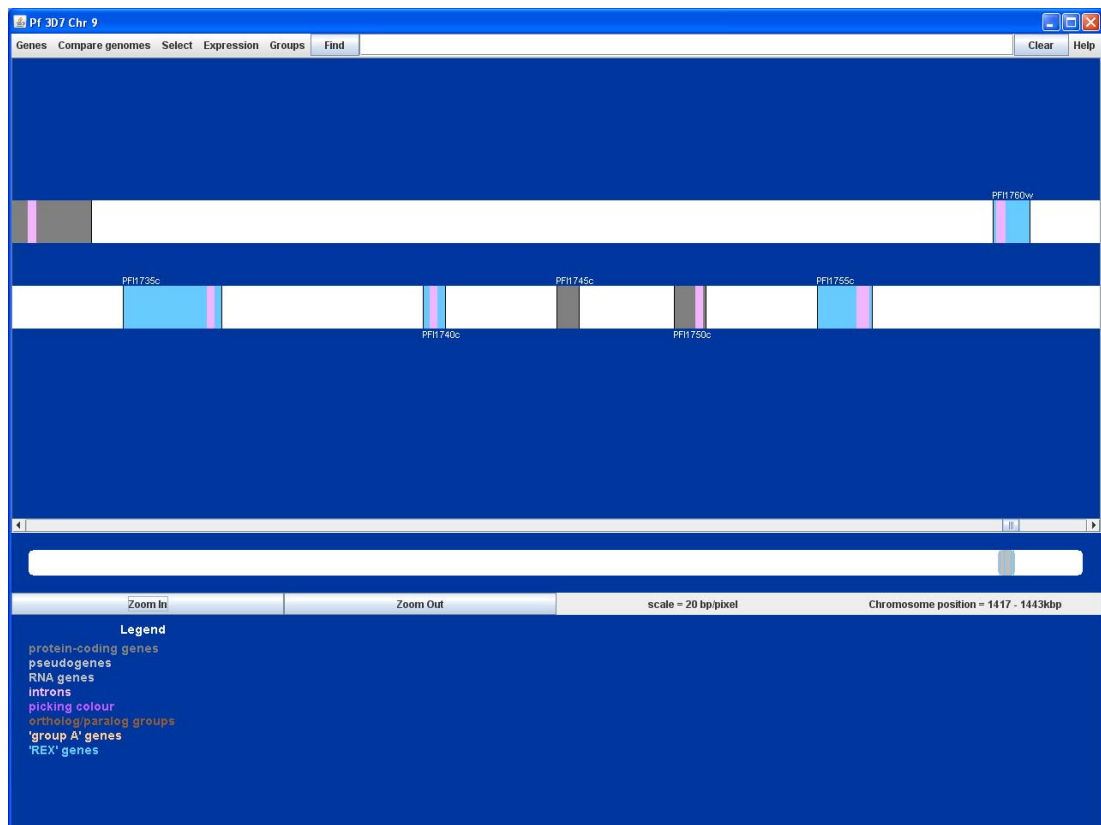 Pf 3D7 Chr 9
Genes Compare genomes Select Expression Groups Find Clear Help
PFI1760w
PFI1735c PFI1745c PFI1755c
PFI1740c PFI1750c
Zoom In Zoom Out scale = 20 bp/pixel Chromosome position = 1417 - 1443kbp
Legend
protein-coding genes
pseudogenes
RNA genes
introns
picking colour
ortholog/paralog groups
'group A' genes
'REX' genes